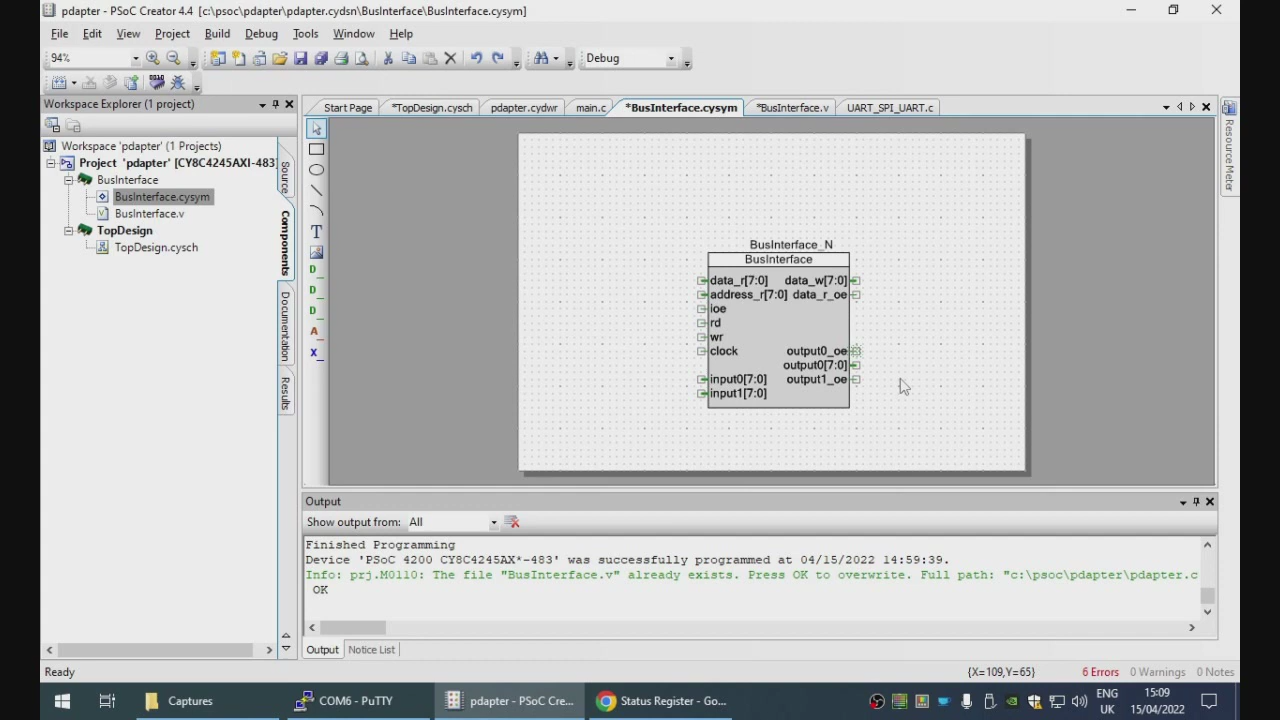 pdapter - PSoC Creator 4.4 [c:\psoc\pdapter\pdapter.cydsn\BusInterface\BusInterface.cysym]
File Edit View Project Build Debug Tools Window Help
94% Debug
Workspace Explorer (1 project)
Start Page *TopDesign.cysch pdapter.cydwr main.c *BusInterface.cysym *BusInterface.v UART_SPI_UART.c
Workspace 'pdapter' (1 Projects)
Project 'pdapter' [CY8C4245AXI-483]
BusInterface
BusInterface.cysym
BusInterface.v
TopDesign
TopDesign.cysch
Source
Components
Documentation
Results
T
D
D
D
A
X
BusInterface_N
BusInterface
data_r[7:0] data_w[7:0]
address_r[7:0] data_r_oe
ioe
rd
wr
clock output0_oe
output0[7:0]
input0[7:0] output1_oe
input1[7:0]
Resource Meter
Output
Show output from: All
Finished Programming
Device 'PSoC 4200 CY8C4245AX*-483' was successfully programmed at 04/15/2022 14:59:39.
Info: prj.M0110: The file "BusInterface.v" already exists. Press OK to overwrite. Full path: "c:\psoc\pdapter\pdapter.c
OK
Output Notice List
Ready {X=109,Y=65} 6 Errors 0 Warnings 0 Notes
Captures COM6 - PuTTY pdapter - PSoC Cre... Status Register - Go... ENG UK 15:09 15/04/2022